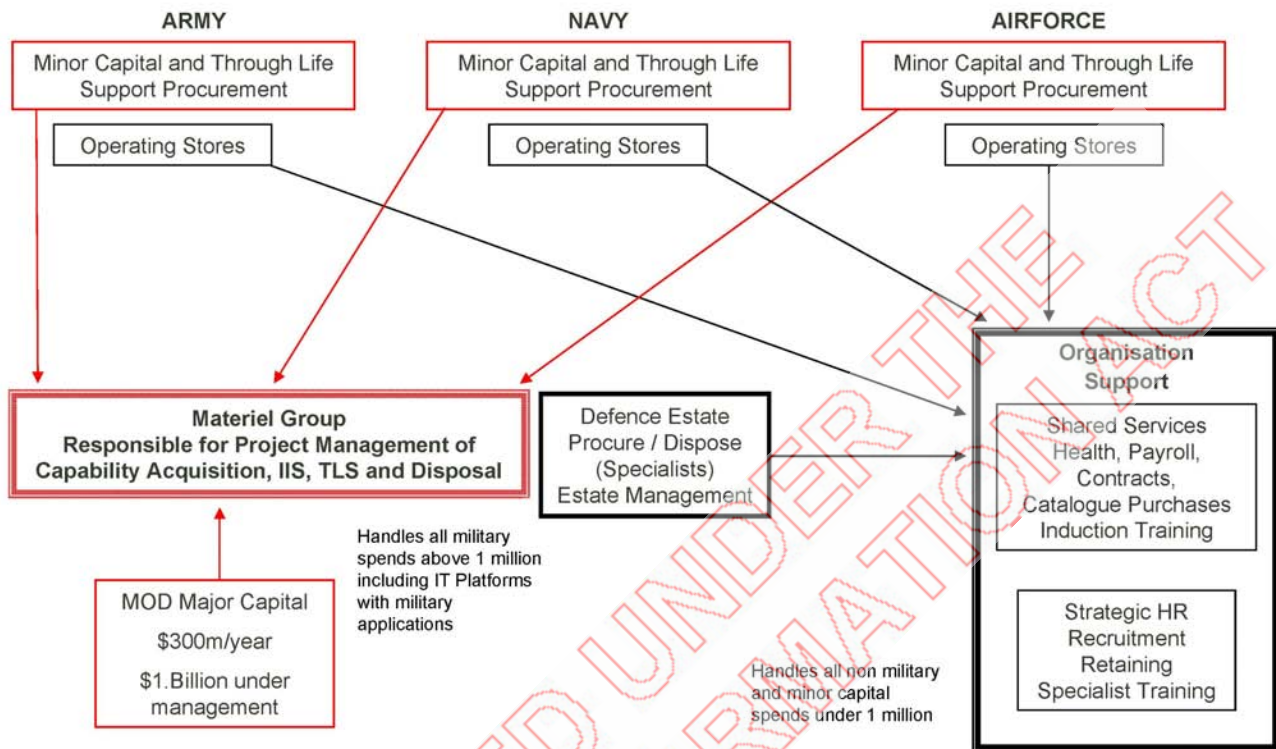 ARMY
NAVY
AIRFORCE
Minor Capital and Through Life
Support Procurement
Minor Capital and Through Life
Support Procurement
Minor Capital and Through Life
Support Procurement
Operating Stores
Operating Stores
Operating Stores
Materiel Group
Responsible for Project Management of
Capability Acquisition, IIS, TLS and Disposal
Defence Estate
Procure / Dispose
(Specialists)
Estate Management
Organisation
Support
Shared Services
Health, Payroll,
Contracts,
Catalogue Purchases
Induction Training
Strategic HR
Recruitment
Retaining
Specialist Training
MOD Major Capital
$300m/year
$1.Billion under
management
Handles all military
spends above 1 million
including IT Platforms
with military
applications
Handles all non military
and minor capital
spends under 1 million
UNDER THE
ACT